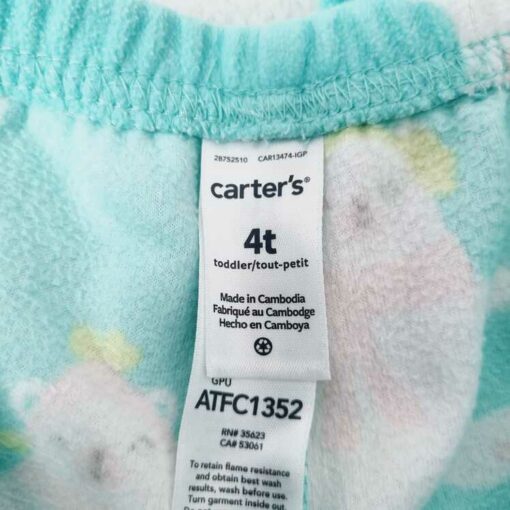 28752510 CAR13474-IGP
carter's®
4t
toddler/tout-petit
Made in Cambodia
Fabriqué au Cambodge
Hecho en Camboya
GPU
ATFC1352
RN# 35623
CA# 53061
To retain flame resistance
and obtain best wash
results, wash before use.
Turn garment inside out